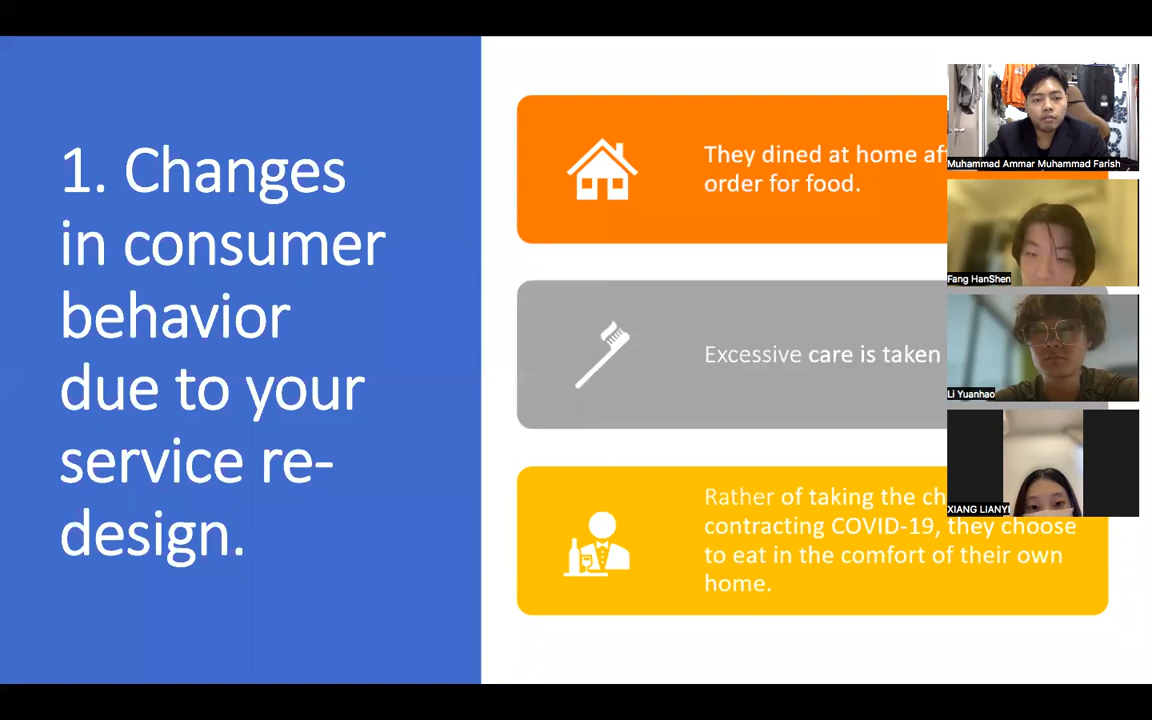 1. Changes
in consumer
behavior
due to your
service re-
design.
They dined at home
order for food.
Excessive care is taken
Rather of taking the
contracting COVID-19, they choose
to eat in the comfort of their own
home.
Muhammad Ammar Muhammad Farish
Fang HanShen
Li Yuanhao
XIANG LIANYI